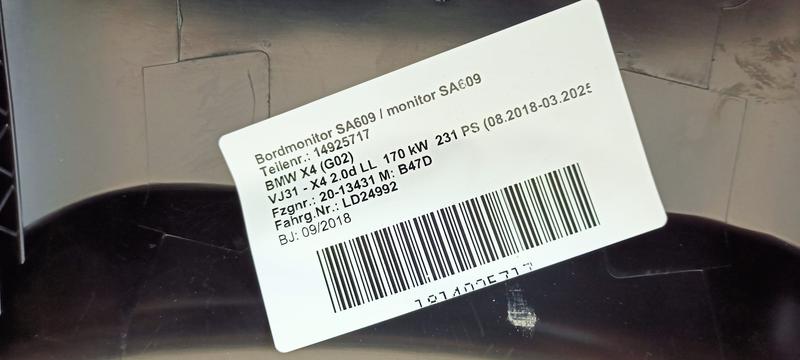 Bordmonitor SA609 / monitor SA609
Teilenr.: 14925717
BMW X4 (G02)
VJ31 - X4 2.0d LL 170 kW 231 PS (08.2018-03.2025
Fzgnr.: 20-13431 M: B47D
Fahrg.Nr.: LD24992
BJ: 09/2018